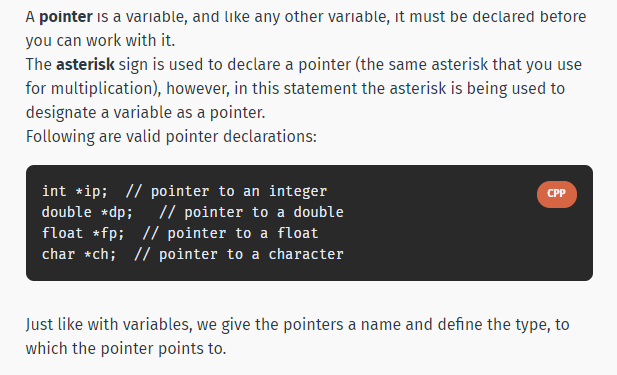 A pointer is a variable, and like any other variable, it must be declared before
you can work with it.
The asterisk sign is used to declare a pointer (the same asterisk that you use
for multiplication), however, in this statement the asterisk is being used to
designate a variable as a pointer.
Following are valid pointer declarations:
int *ip;  // pointer to an integer
CPP
double *dp;   // pointer to a double
float *fp;  // pointer to a float
char *ch;  // pointer to a character
Just like with variables, we give the pointers a name and define the type, to
which the pointer points to.